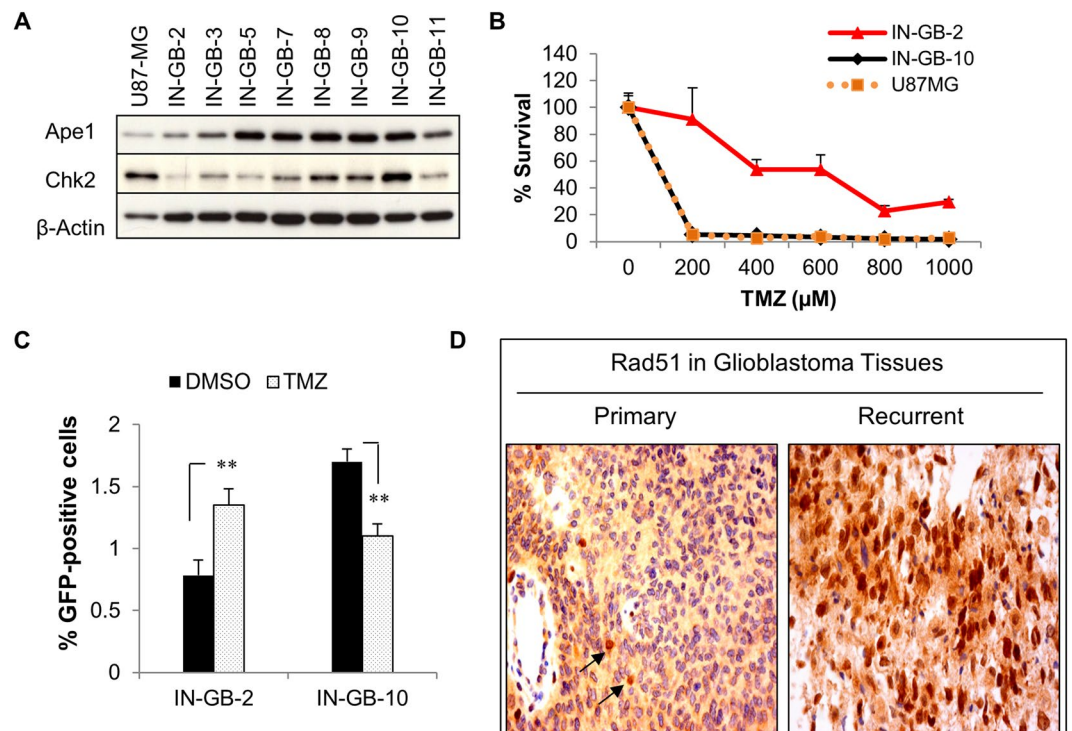 A
U87-MG
IN-GB-2
IN-GB-3
IN-GB-5
IN-GB-7
IN-GB-8
IN-GB-9
IN-GB-10
IN-GB-11
Ape1
Chk2
β-Actin
B
IN-GB-2
IN-GB-10
U87MG
% Survival
140
120
100
80
60
40
20
0
0 200 400 600 800 1000
TMZ (µM)
C
DMSO TMZ
% GFP-positive cells
2
1.5
1
0.5
0
**
**
IN-GB-2 IN-GB-10
D
Rad51 in Glioblastoma Tissues
Primary Recurrent